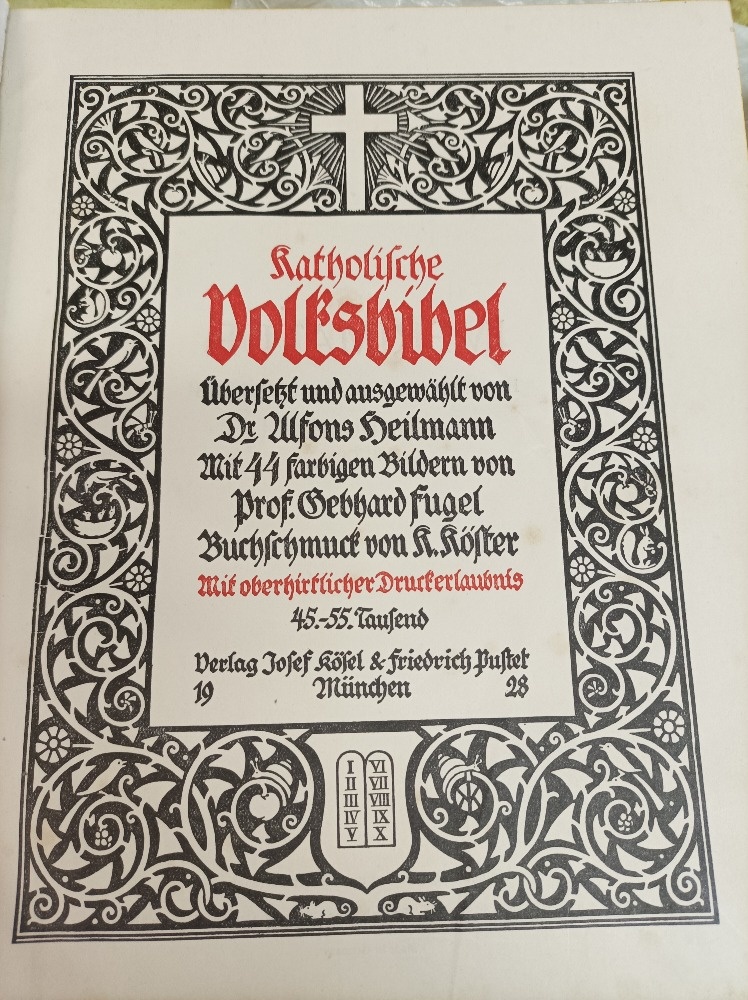 Katholische
Volksbibel
Übersetzt und ausgewählt von
Dr. Alfons Heilmann
Mit 44 farbigen Bildern von
Prof. Gebhard Fugel
Buchschmuck von K. Köster
Mit oberhirtlicher Druckerlaubnis
45.-55. Tausend
Verlag Josef Kösel & Friedrich Pustet
19 München 28
I VI
II VII
III VIII
IV IX
V X